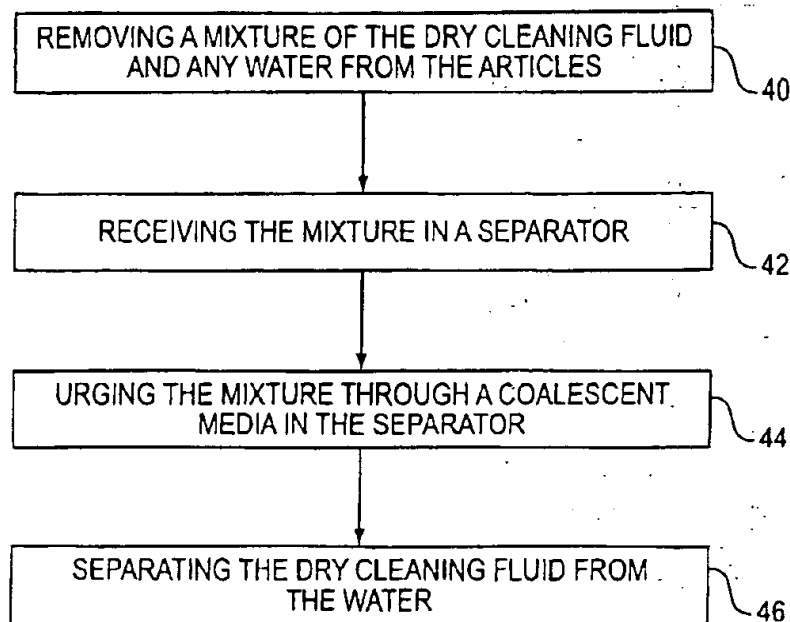 REMOVING A MIXTURE OF THE DRY CLEANING FLUID
AND ANY WATER FROM THE ARTICLES
40
RECEIVING THE MIXTURE IN A SEPARATOR
42
URGING THE MIXTURE THROUGH A COALESCENT
MEDIA IN THE SEPARATOR
44
SEPARATING THE DRY CLEANING FLUID FROM
THE WATER
46